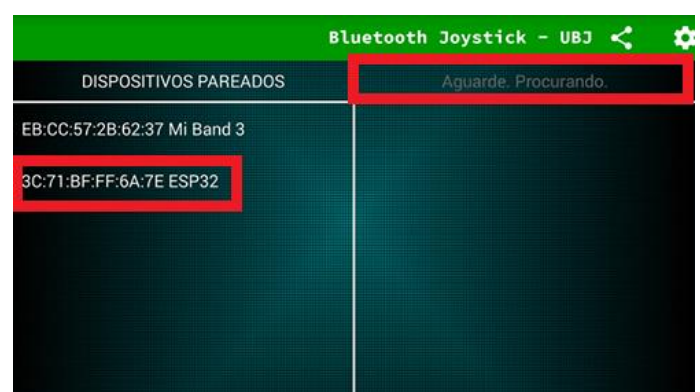 Bluetooth Joystick - UBJ
DISPOSITIVOS PAREADOS
Aguarde. Procurando.
EB:CC:57:2B:62:37 Mi Band 3
3C:71:BF:FF:6A:7E ESP32